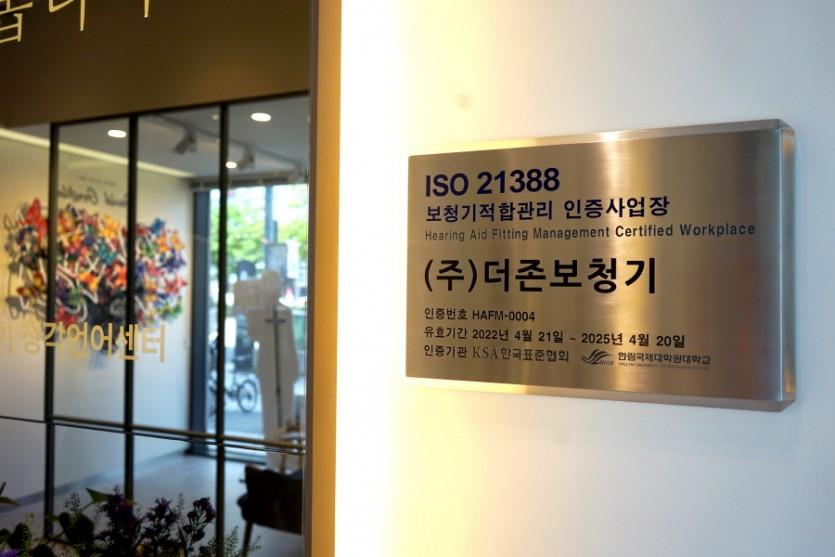 ISO 21388
보청기적합관리 인증사업장
Hearing Aid Fitting Management Certified Workplace
(주)더존보청기
인증번호 HAFM-0004
유효기간 2022년 4월 21일 ~ 2025년 4월 20일
인증기관 KSA 한국표준협회 한림국제대학원대학교
청각언어센터